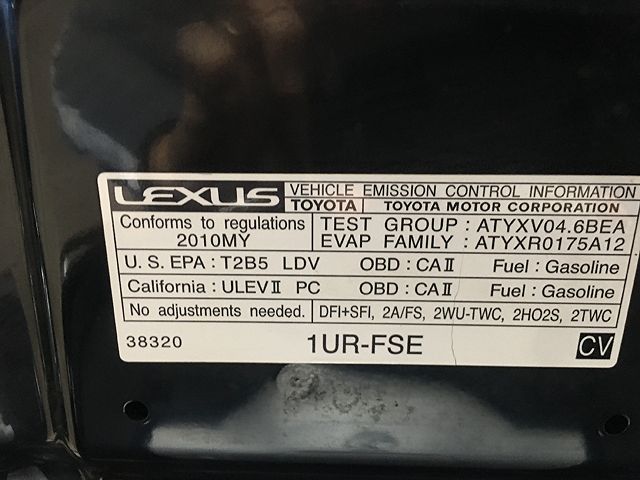 LEXUS VEHICLE EMISSION CONTROL INFORMATION
TOYOTA TOYOTA MOTOR CORPORATION
Conforms to regulations
2010MY
TEST GROUP : ATYXV04.6BEA
EVAP FAMILY : ATYXR0175A12
U. S. EPA : T2B5 LDV OBD : CAⅡ Fuel : Gasoline
California : ULEVⅡ PC OBD : CAⅡ Fuel : Gasoline
No adjustments needed. DFI+SFI, 2A/FS, 2WU-TWC, 2HO2S, 2TWC
38320 1UR-FSE CV